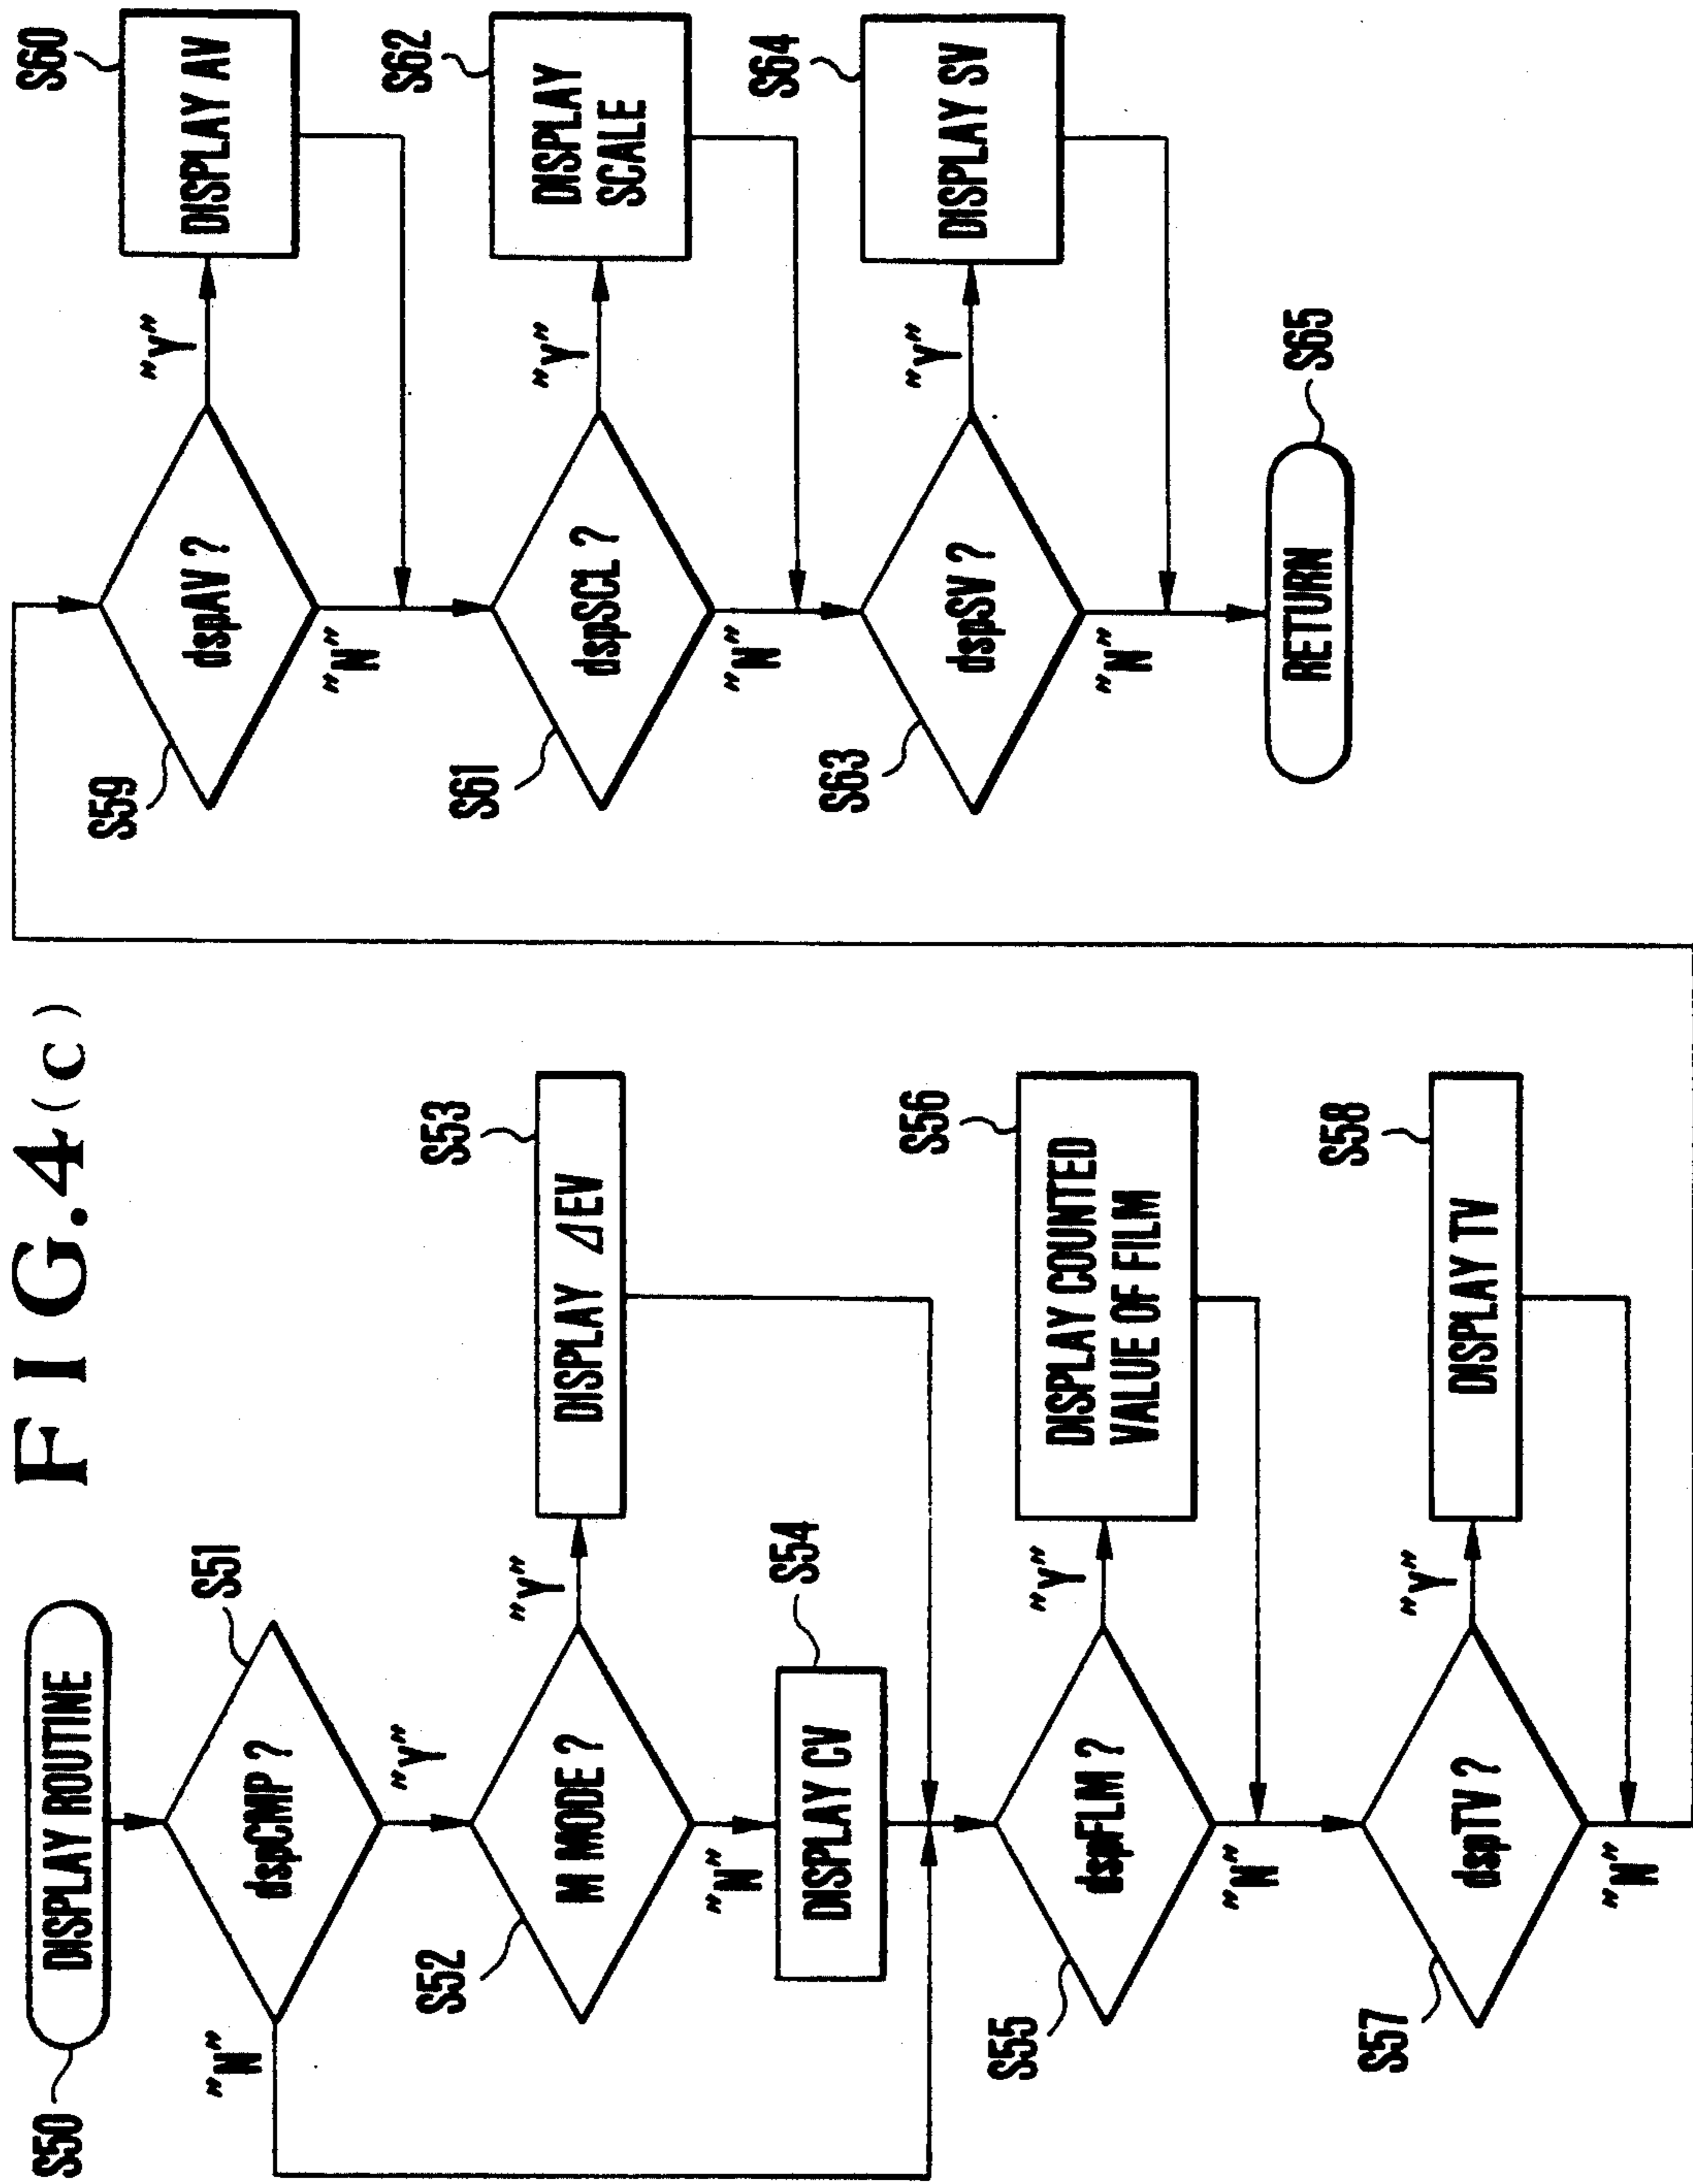 FIG.4(c)
S50
DISPLAY ROUTINE
S51
dspCMP ?
"N"
"Y"
S52
M MODE ?
"Y"
S53
DISPLAY ΔEV
"N"
S54
DISPLAY CV
S55
dspFLM ?
"Y"
S56
DISPLAY COUNTED
VALUE OF FILM
"N"
S57
dspTV ?
"Y"
S58
DISPLAY TV
"N"
S59
dspAV ?
"Y"
S60
DISPLAY AV
"N"
S61
dspSCL ?
"Y"
S62
DISPLAY
SCALE
"N"
S63
dspSV ?
"Y"
S64
DISPLAY SV
"N"
S65
RETURN